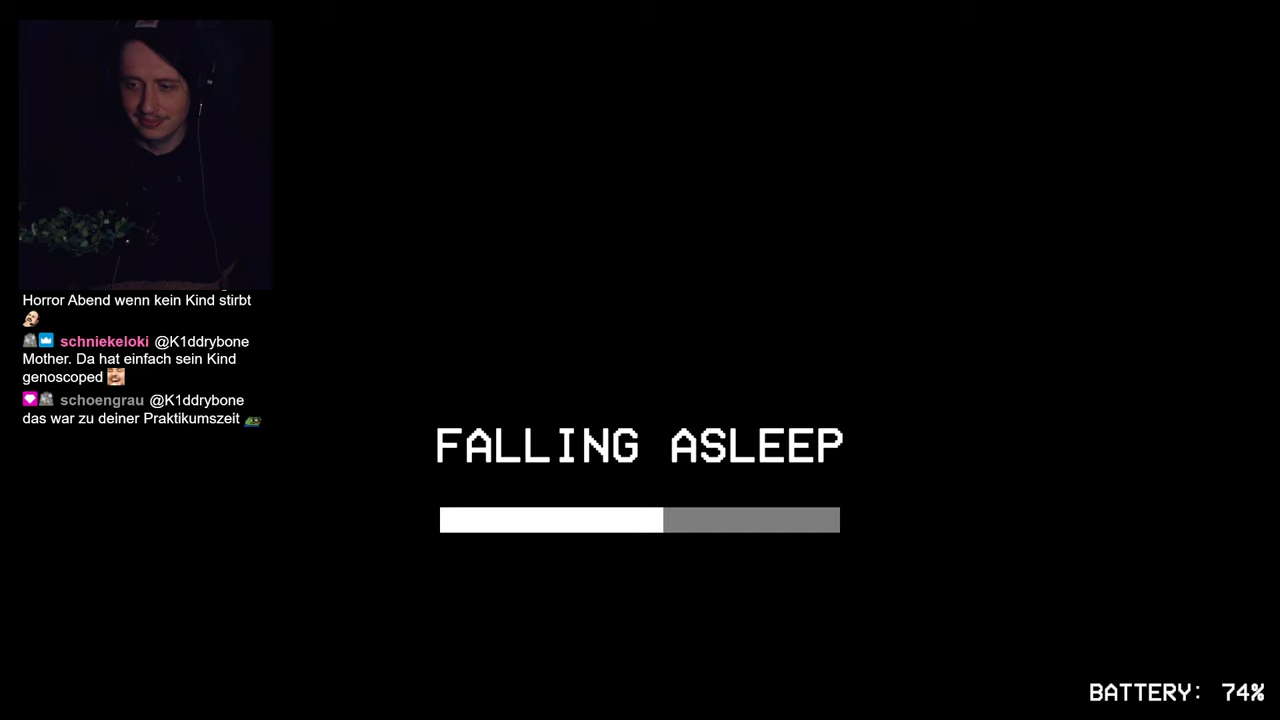 Horror Abend wenn kein Kind stirbt
schniekeloki @K1ddrybone
Mother. Da hat einfach sein Kind
genoscoped
schoengrau @K1ddrybone
das war zu deiner Praktikumszeit
FALLING ASLEEP
BATTERY: 74%